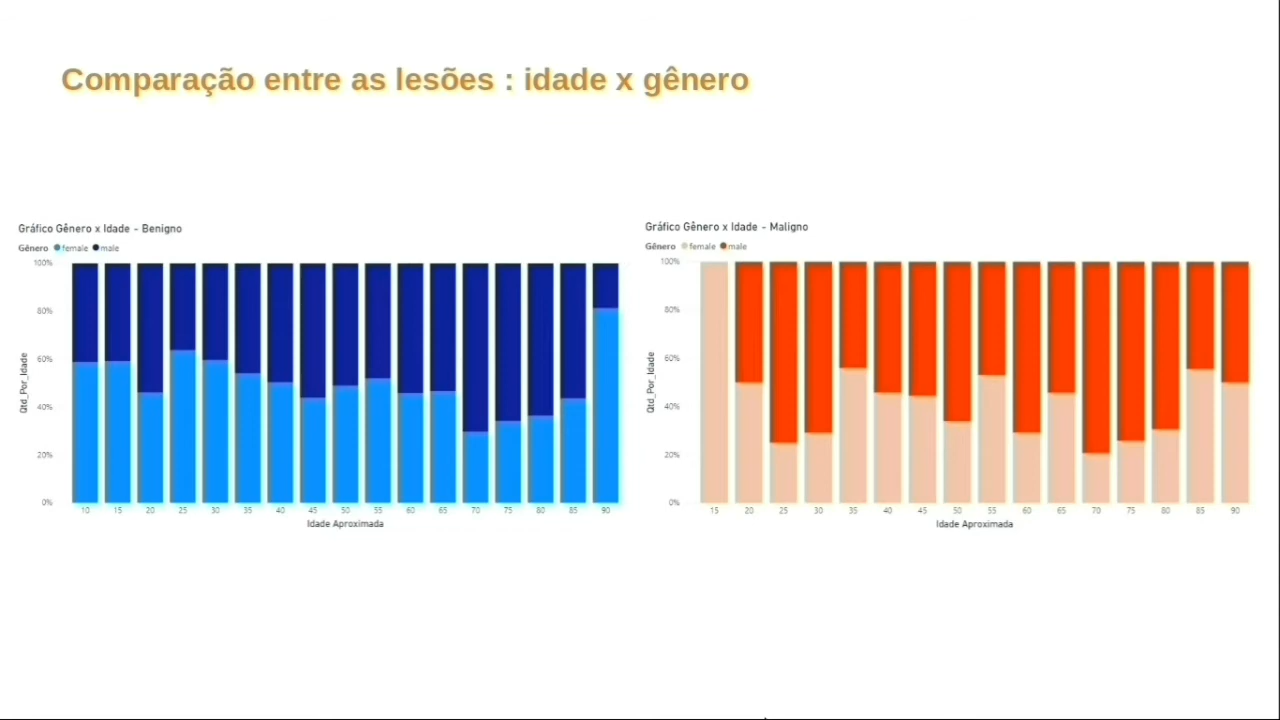 Comparação entre as lesões : idade x gênero
Gráfico Gênero x Idade - Benigno
Gênero female male
100%
80%
60%
40%
20%
0%
Qtd_Por_Idade
10 15 20 25 30 35 40 45 50 55 60 65 70 75 80 85 90
Idade Aproximada
Gráfico Gênero x Idade - Maligno
Gênero female male
100%
80%
60%
40%
20%
0%
Qtd_Por_Idade
15 20 25 30 35 40 45 50 55 60 65 70 75 80 85 90
Idade Aproximada